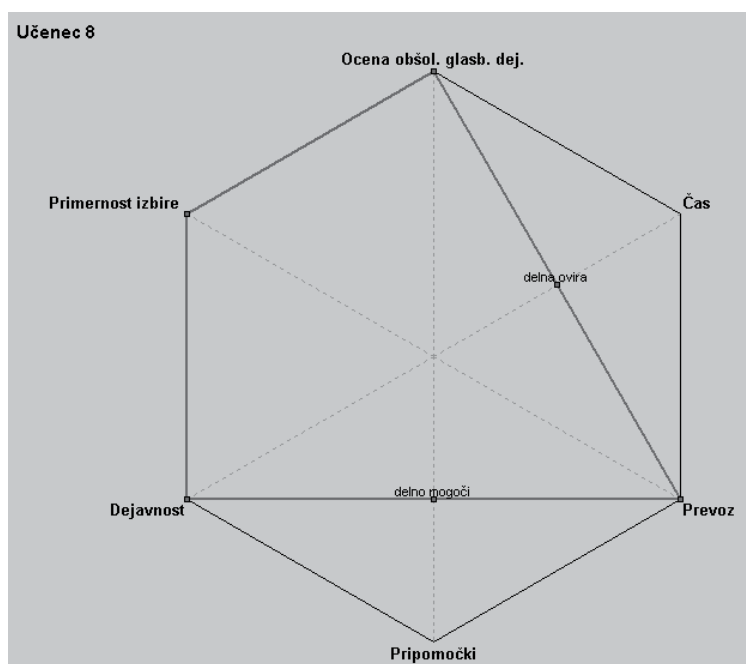 Učenec 8
Ocena obšol. glasb. dej.
Primernost izbire
Čas
delna ovira
delno mogoči
Dejavnost
Prevoz
Pripomočki